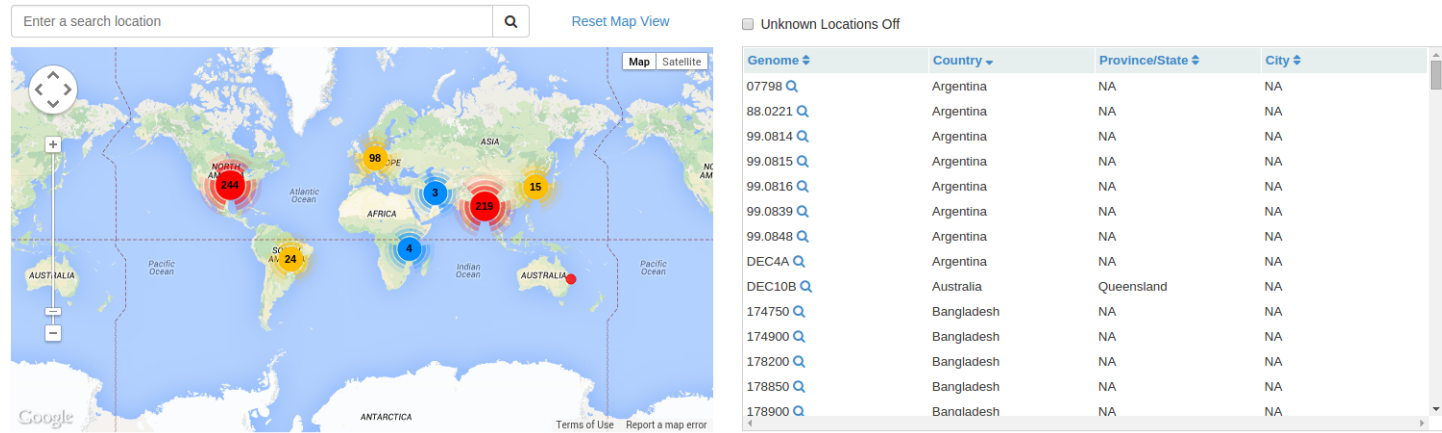 Enter a search location
Reset Map View
Unknown Locations Off
Map Satellite
ASIA
98
NORTH
244
Atlantic
Ocean
3
219
15
AFRICA
4
24
Pacific
Ocean
Indian
Ocean
Pacific
Ocean
AUSTRALIA
AUSTRALIA
ANTARCTICA
Google
Terms of Use Report a map error
Genome Country Province/State City
07798 Argentina NA NA
88.0221 Argentina NA NA
99.0814 Argentina NA NA
99.0815 Argentina NA NA
99.0816 Argentina NA NA
99.0839 Argentina NA NA
99.0848 Argentina NA NA
DEC4A Argentina NA NA
DEC10B Australia Queensland NA
174750 Bangladesh NA NA
174900 Bangladesh NA NA
178200 Bangladesh NA NA
178850 Bangladesh NA NA
178900 Bangladesh NA NA